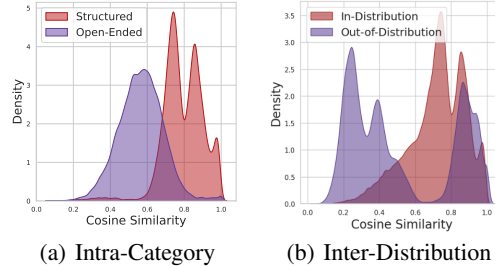 Structured
Open-Ended
Density
5
4
3
2
1
0
0.0 0.2 0.4 0.6 0.8 1.0
Cosine Similarity
(a) Intra-Category
In-Distribution
Out-of-Distribution
Density
3.5
3.0
2.5
2.0
1.5
1.0
0.5
0.0
0.0 0.2 0.4 0.6 0.8 1.0
Cosine Similarity
(b) Inter-Distribution